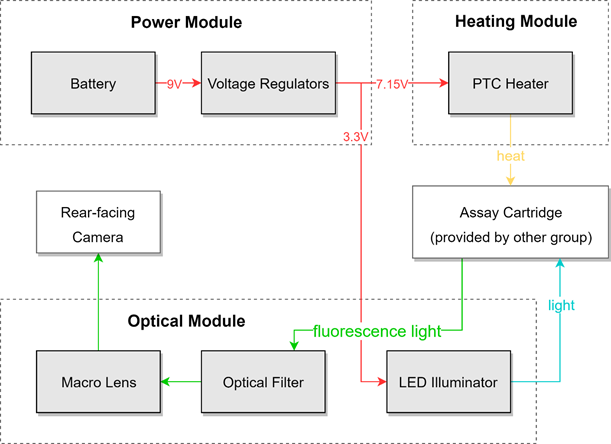 Power Module
Heating Module
Battery
9V
Voltage Regulators
7.15V
PTC Heater
3.3V
heat
Rear-facing
Camera
Assay Cartridge
(provided by other group)
light
Optical Module
fluorescence light
Macro Lens
Optical Filter
LED Illuminator